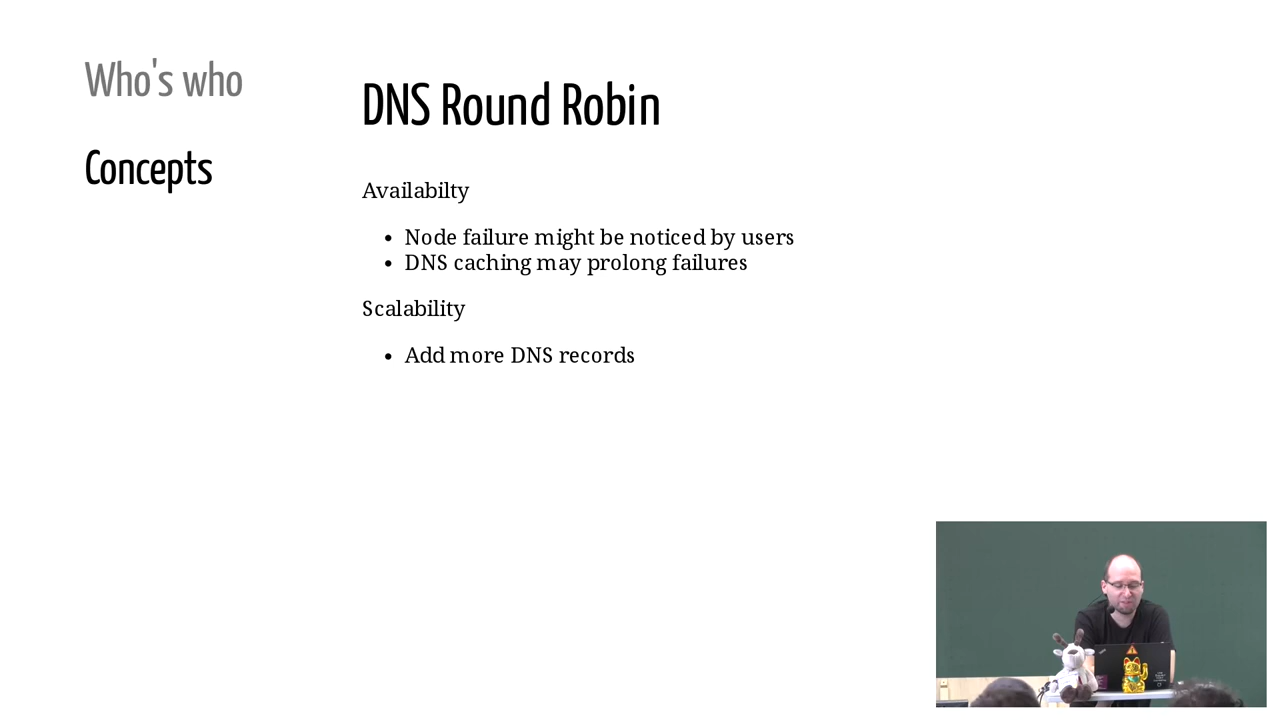 Who's who
Concepts
DNS Round Robin
Availabilty
• Node failure might be noticed by users
• DNS caching may prolong failures
Scalability
• Add more DNS records